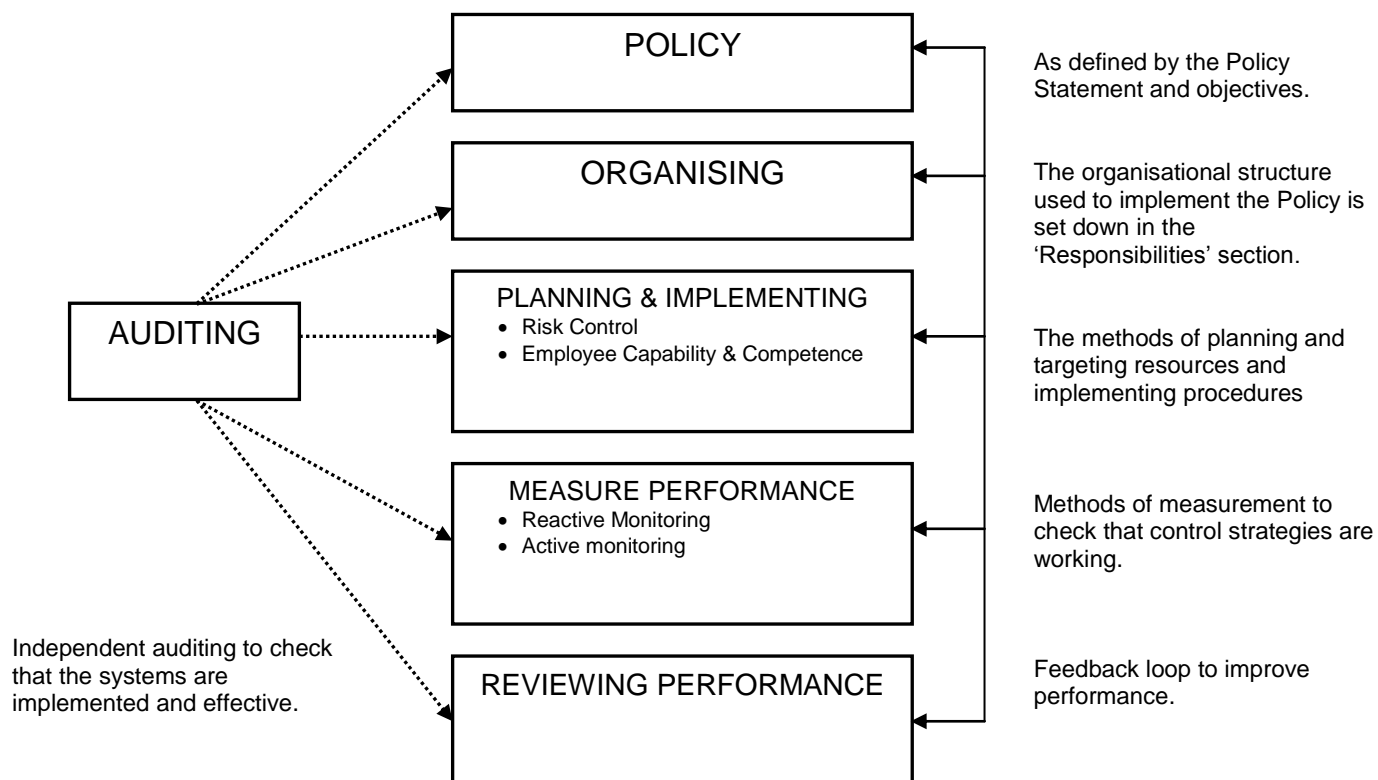 POLICY
As defined by the Policy
Statement and objectives.
ORGANISING
The organisational structure
used to implement the Policy is
set down in the
‘Responsibilities’ section.
AUDITING
PLANNING & IMPLEMENTING
• Risk Control
• Employee Capability & Competence
The methods of planning and
targeting resources and
implementing procedures
MEASURE PERFORMANCE
• Reactive Monitoring
• Active monitoring
Methods of measurement to
check that control strategies are
working.
Independent auditing to check
that the systems are
implemented and effective.
REVIEWING PERFORMANCE
Feedback loop to improve
performance.